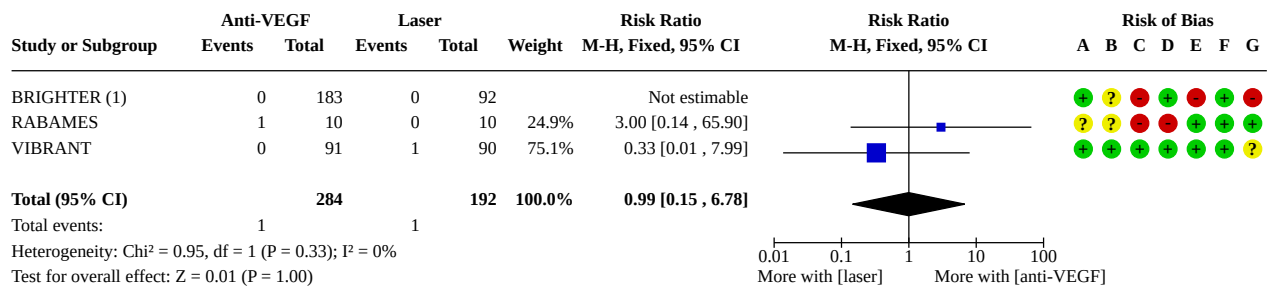 Anti-VEGF Laser Risk Ratio Risk Ratio Risk of Bias
Study or Subgroup Events Total Events Total Weight M-H, Fixed, 95% CI M-H, Fixed, 95% CI A B C D E F G
BRIGHTER (1) 0 183 0 92 Not estimable + ? - + - + -
RABAMES 1 10 0 10 24.9% 3.00 [0.14 , 65.90] ? ? - - + + +
VIBRANT 0 91 1 90 75.1% 0.33 [0.01 , 7.99] + + + + + + ?
Total (95% CI) 284 192 100.0% 0.99 [0.15 , 6.78]
Total events: 1 1
Heterogeneity: Chi² = 0.95, df = 1 (P = 0.33); I² = 0%
0.01 0.1 1 10 100
Test for overall effect: Z = 0.01 (P = 1.00) More with [laser] More with [anti-VEGF]